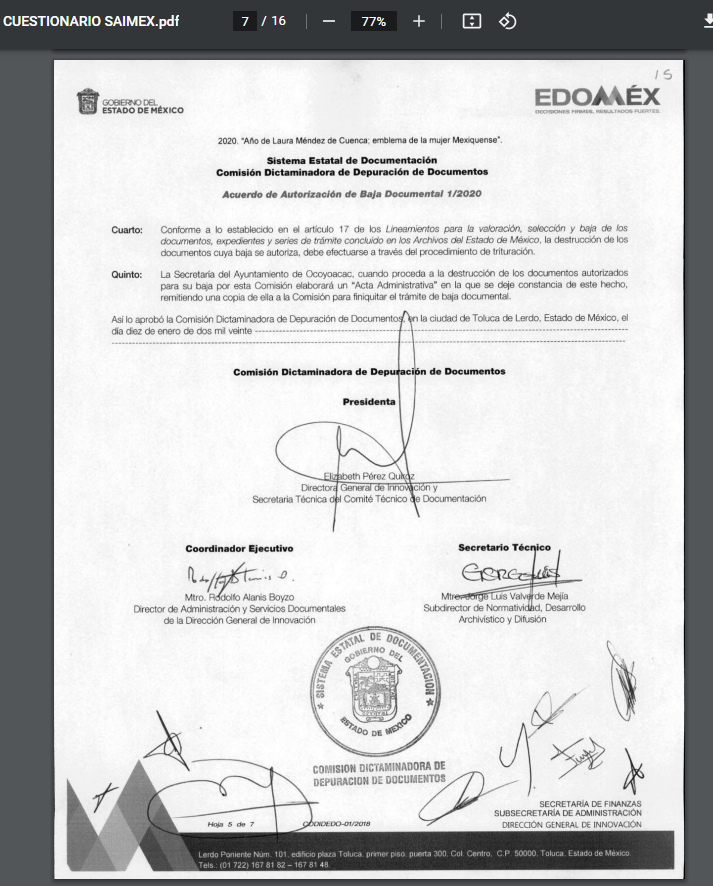 CUESTIONARIO SAIMEX.pdf
7 / 16
77%
15
GOBIERNO DEL
ESTADO DE MÉXICO
EDOMÉX
DECISIONES FIRMES, RESULTADOS FUERTES.
2020. “Año de Laura Méndez de Cuenca; emblema de la mujer Mexiquense”.
Sistema Estatal de Documentación
Comisión Dictaminadora de Depuración de Documentos
Acuerdo de Autorización de Baja Documental 1/2020
Cuarto: Conforme a lo establecido en el artículo 17 de los Lineamientos para la valoración, selección y baja de los
documentos, expedientes y series de trámite concluido en los Archivos del Estado de México, la destrucción de los
documentos cuya baja se autoriza, debe efectuarse a través del procedimiento de trituración.
Quinto: La Secretaría del Ayuntamiento de Ocoyoacac, cuando proceda a la destrucción de los documentos autorizados
para su baja por esta Comisión elaborará un “Acta Administrativa” en la que se deje constancia de este hecho,
remitiendo una copia de ella a la Comisión para finiquitar el trámite de baja documental.
Así lo aprobó la Comisión Dictaminadora de Depuración de Documentos, en la ciudad de Toluca de Lerdo, Estado de México, el
día diez de enero de dos mil veinte
Comisión Dictaminadora de Depuración de Documentos
Presidenta
Elizabeth Pérez Quiroz
Directora General de Innovación y
Secretaria Técnica del Comité Técnico de Documentación
Coordinador Ejecutivo
Mtro. Rodolfo Alanis Boyzo
Director de Administración y Servicios Documentales
de la Dirección General de Innovación
Secretario Técnico
Mtro. Jorge Luis Valverde Mejía
Subdirector de Normatividad, Desarrollo
Archivístico y Difusión
SISTEMA ESTATAL DE DOCUMENTACIÓN
GOBIERNO DEL
ESTADO DE MEXICO
COMISION DICTAMINADORA DE
DEPURACION DE DOCUMENTOS
SECRETARÍA DE FINANZAS
SUBSECRETARÍA DE ADMINISTRACIÓN
DIRECCIÓN GENERAL DE INNOVACIÓN
Hoja 5 de 7
CODIDEDO-01/2018
Lerdo Poniente Núm. 101, edificio plaza Toluca, primer piso, puerta 300, Col. Centro, C.P. 50000, Toluca, Estado de México.
Tels.: (01 722) 167 81 82 – 167 81 48.